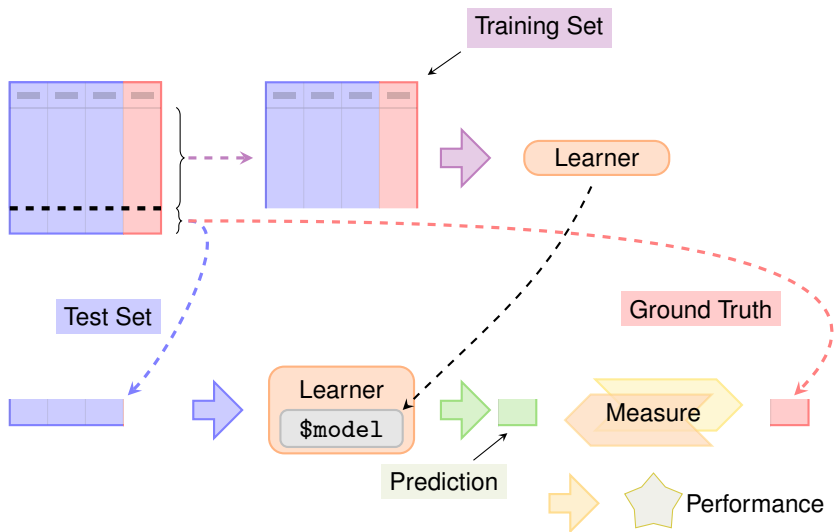 Training Set
Learner
Test Set
Ground Truth
Learner
$model
Measure
Prediction
Performance